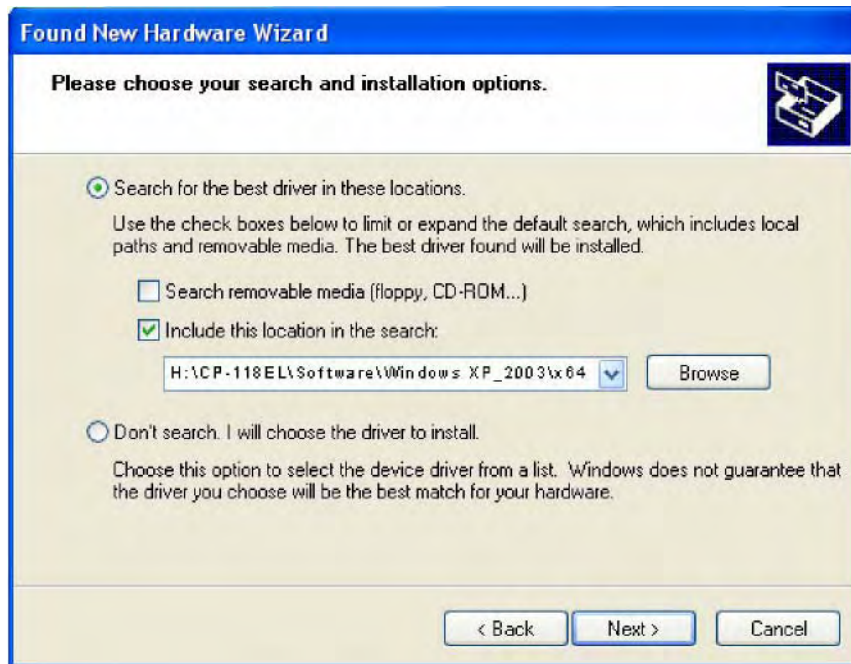 Found New Hardware Wizard
Please choose your search and installation options.
Search for the best driver in these locations.
Use the check boxes below to limit or expand the default search, which includes local
paths and removable media. The best driver found will be installed.
Search removable media (floppy, CD-ROM...)
Include this location in the search:
H:\CP-118EL\Software\Windows XP_2003\x64
Browse
Don't search. I will choose the driver to install.
Choose this option to select the device driver from a list. Windows does not guarantee that
the driver you choose will be the best match for your hardware.
< Back Next > Cancel